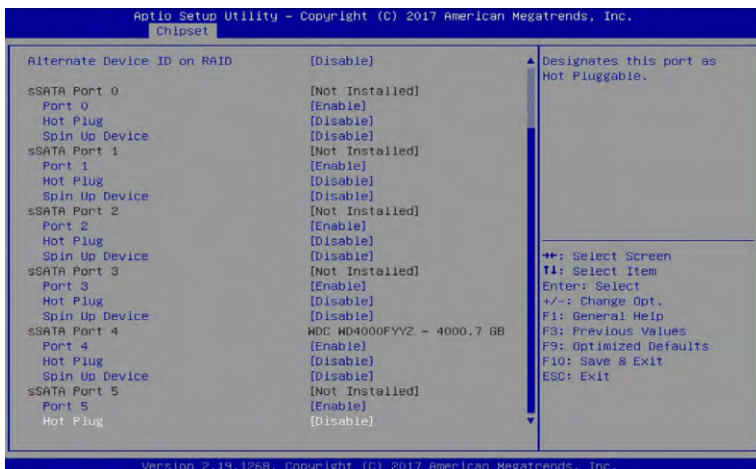 Aptio Setup Utility – Copyright (C) 2017 American Megatrends, Inc.
Chipset
Alternate Device ID on RAID [Disable]
sSATA Port 0 [Not Installed]
Port 0 [Enable]
Hot Plug [Disable]
Spin Up Device [Disable]
sSATA Port 1 [Not Installed]
Port 1 [Enable]
Hot Plug [Disable]
Spin Up Device [Disable]
sSATA Port 2 [Not Installed]
Port 2 [Enable]
Hot Plug [Disable]
Spin Up Device [Disable]
sSATA Port 3 [Not Installed]
Port 3 [Enable]
Hot Plug [Disable]
Spin Up Device [Disable]
sSATA Port 4 WDC WD4000FYYZ – 4000.7 GB
Port 4 [Enable]
Hot Plug [Disable]
Spin Up Device [Disable]
sSATA Port 5 [Not Installed]
Port 5 [Enable]
Hot Plug [Disable]
Designates this port as
Hot Pluggable.
→←: Select Screen
↑↓: Select Item
Enter: Select
+/-: Change Opt.
F1: General Help
F3: Previous Values
F9: Optimized Defaults
F10: Save & Exit
ESC: Exit
Version 2.19.1268. Copyright (C) 2017 American Megatrends, Inc.